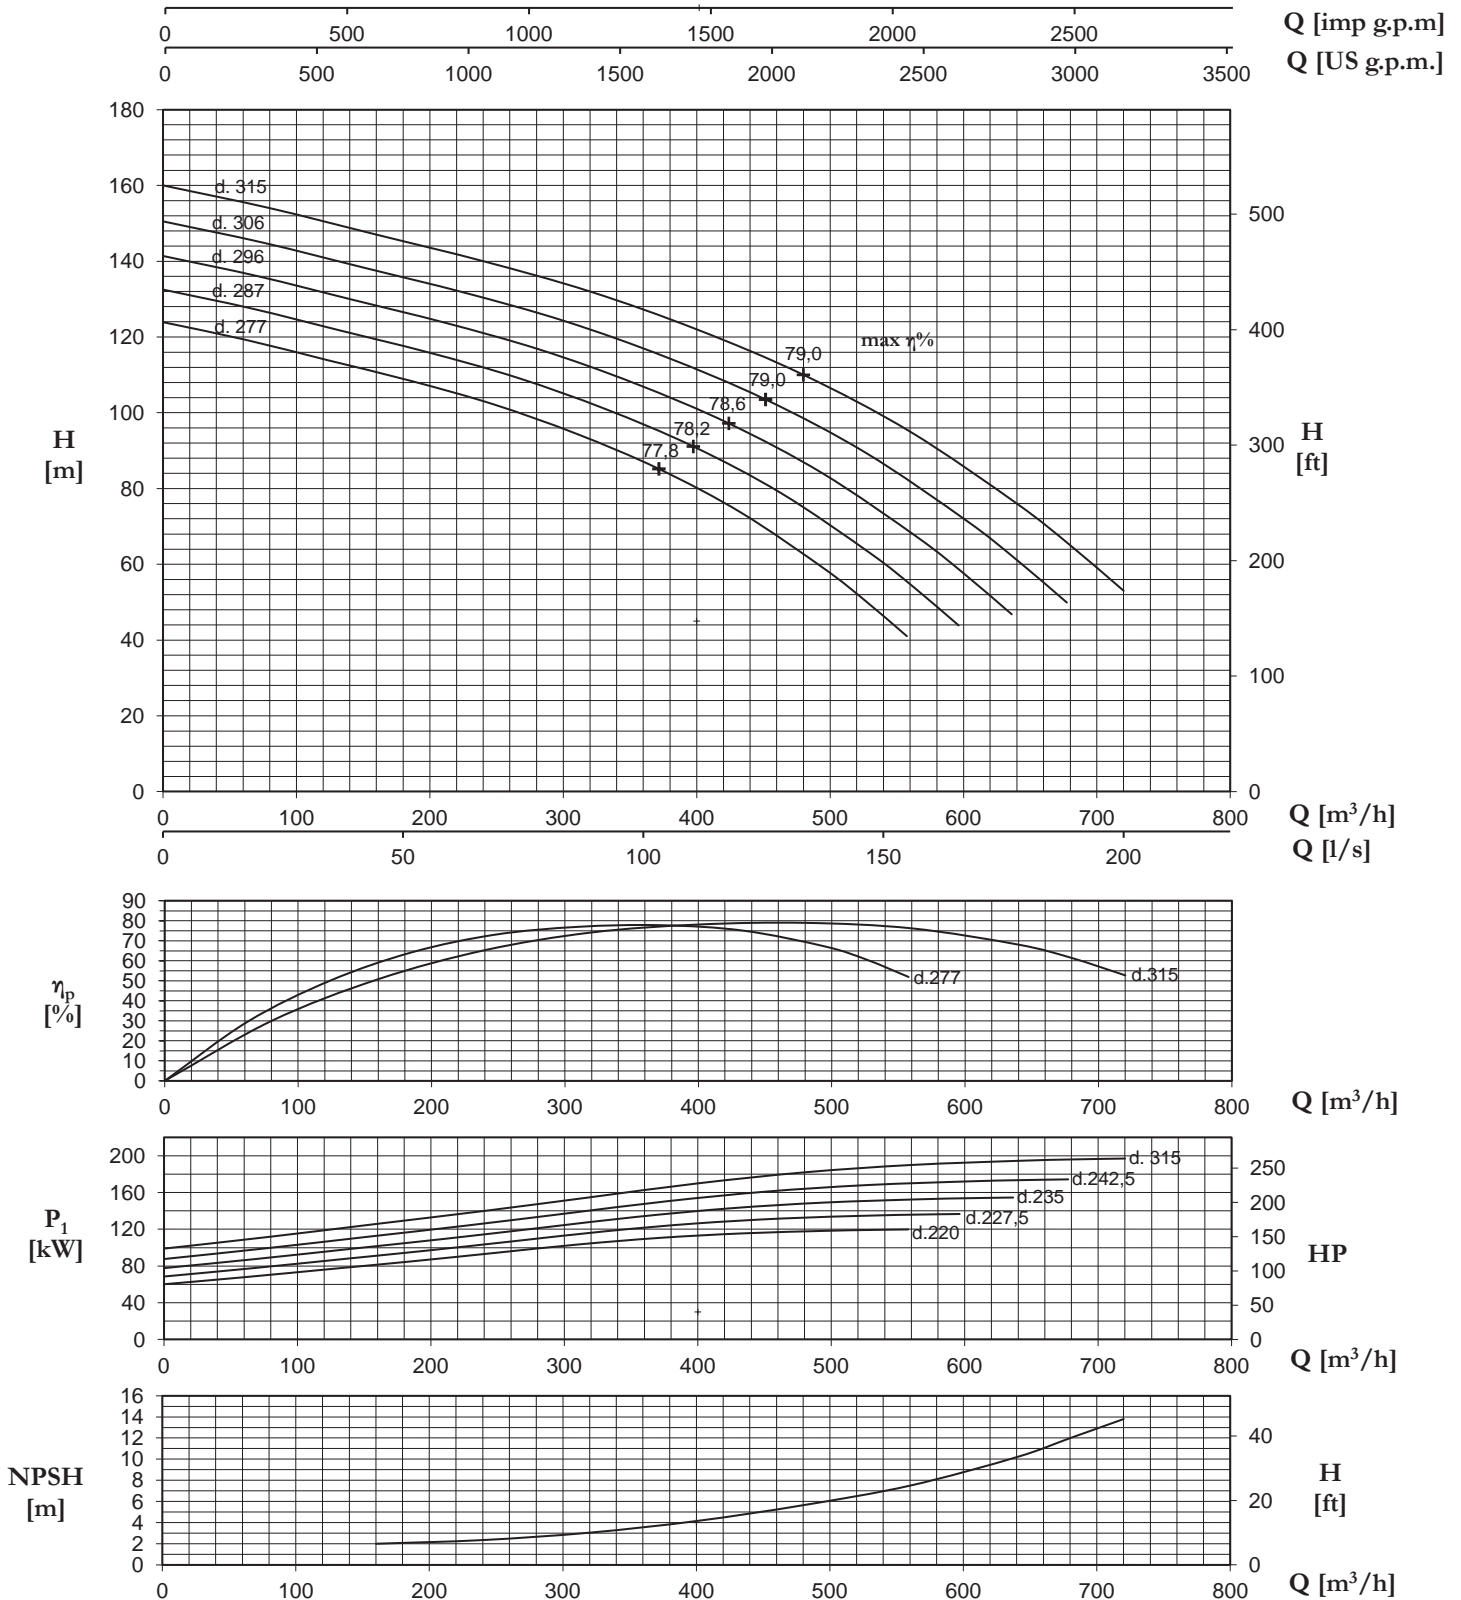 0 500 1000 1500 2000 2500 Q [imp g.p.m]
0 500 1000 1500 2000 2500 3000 3500 Q [US g.p.m.]
180
160
140
120
100
80
60
40
20
0
H
[m]
d. 315
d. 306
d. 296
d. 287
d. 277
max η%
79,0
79,0
78,6
78,2
77,8
500
400
300
200
100
0
H
[ft]
0 100 200 300 400 500 600 700 800 Q [m³/h]
0 50 100 150 200 Q [l/s]
90
80
70
60
50
40
30
20
10
0
ηp
[%]
d.277
d.315
0 100 200 300 400 500 600 700 800 Q [m³/h]
200
160
120
80
40
0
P1
[kW]
d. 315
d.242,5
d.235
d.227,5
d.220
250
200
150
100
50
0
HP
0 100 200 300 400 500 600 700 800 Q [m³/h]
16
14
12
10
8
6
4
2
0
NPSH
[m]
40
20
0
H
[ft]
0 100 200 300 400 500 600 700 800 Q [m³/h]